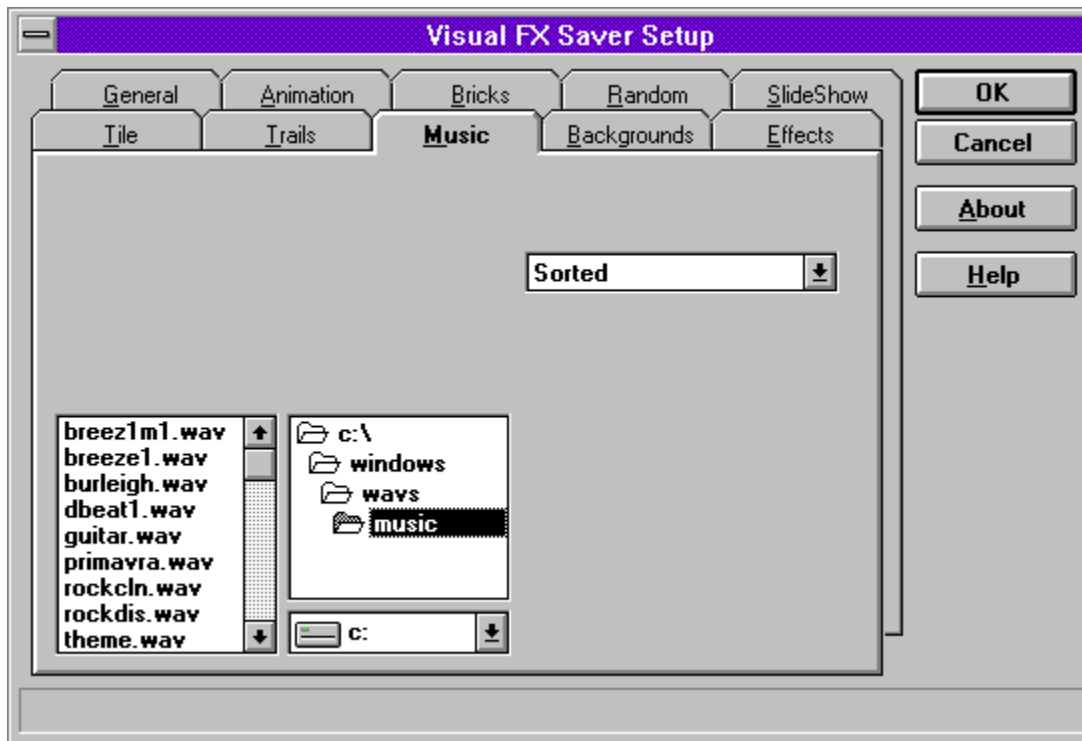 Visual FX Saver Setup
General Animation Bricks Random SlideShow
Tile Trails Music Backgrounds Effects
OK
Cancel
About
Help
Sorted
breez1m1.wav
breeze1.wav
burleigh.wav
dbeat1.wav
guitar.wav
primavra.wav
rockcln.wav
rockdis.wav
theme.wav
c:\
windows
wavs
music
c: